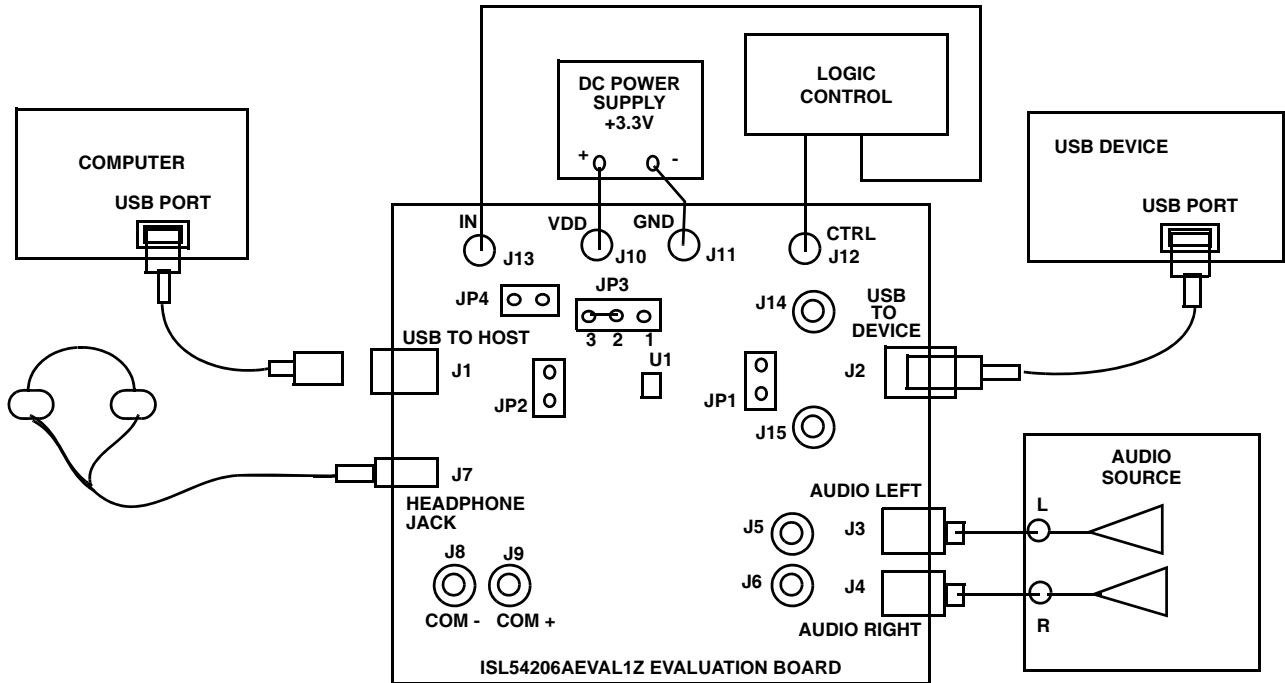 DC POWER
SUPPLY
+3.3V
+ -
LOGIC
CONTROL
COMPUTER
USB PORT
USB DEVICE
USB PORT
IN
J13
VDD
J10
GND
J11
CTRL
J12
JP4
JP3
3 2 1
J14
USB
TO
DEVICE
USB TO HOST
J1
U1
J2
JP2
JP1
J15
J7
HEADPHONE
JACK
AUDIO LEFT
J5
J3
J6
J4
AUDIO RIGHT
AUDIO
SOURCE
L
R
J8
J9
COM -
COM +
ISL54206AEVAL1Z EVALUATION BOARD